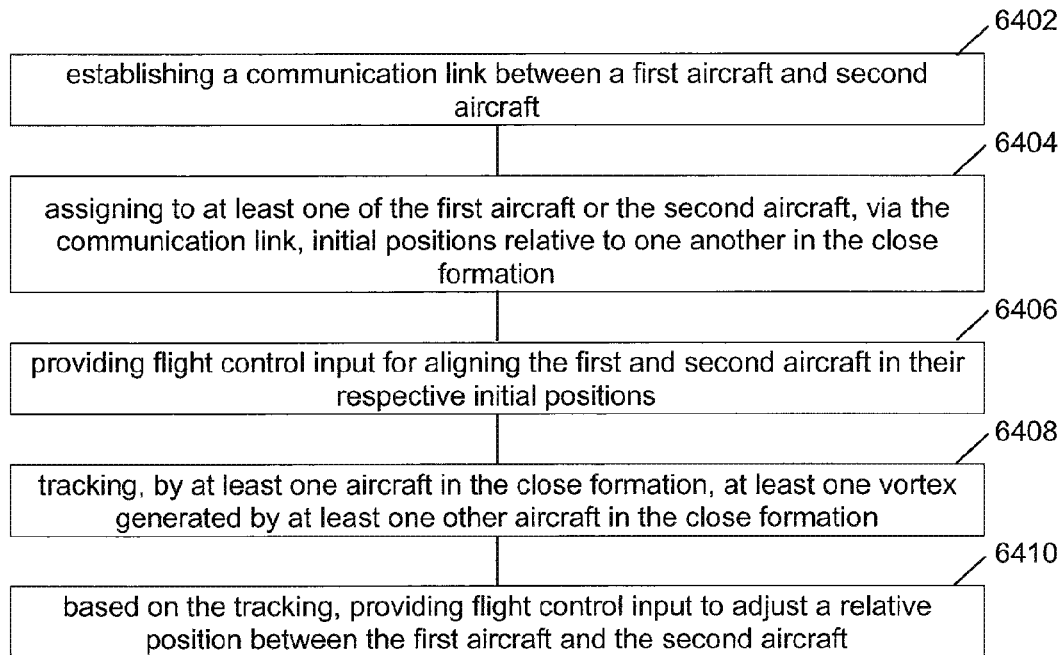 6402
establishing a communication link between a first aircraft and second
aircraft
6404
assigning to at least one of the first aircraft or the second aircraft, via the
communication link, initial positions relative to one another in the close
formation
6406
providing flight control input for aligning the first and second aircraft in their
respective initial positions
6408
tracking, by at least one aircraft in the close formation, at least one vortex
generated by at least one other aircraft in the close formation
6410
based on the tracking, providing flight control input to adjust a relative
position between the first aircraft and the second aircraft